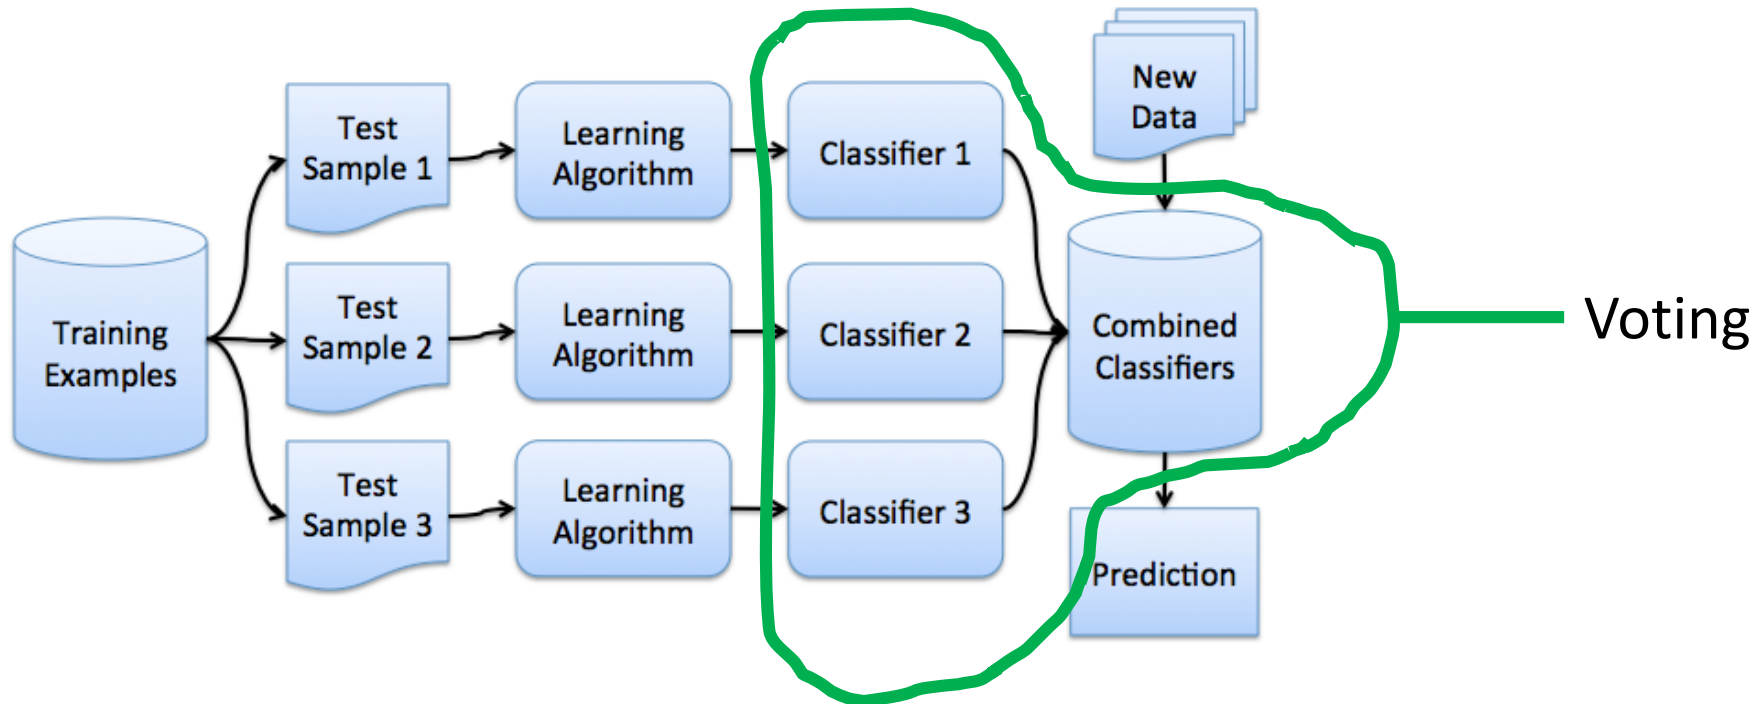 Training
Examples
Test
Sample 1
Learning
Algorithm
Classifier 1
Test
Sample 2
Learning
Algorithm
Classifier 2
Test
Sample 3
Learning
Algorithm
Classifier 3
New
Data
Combined
Classifiers
Prediction
Voting